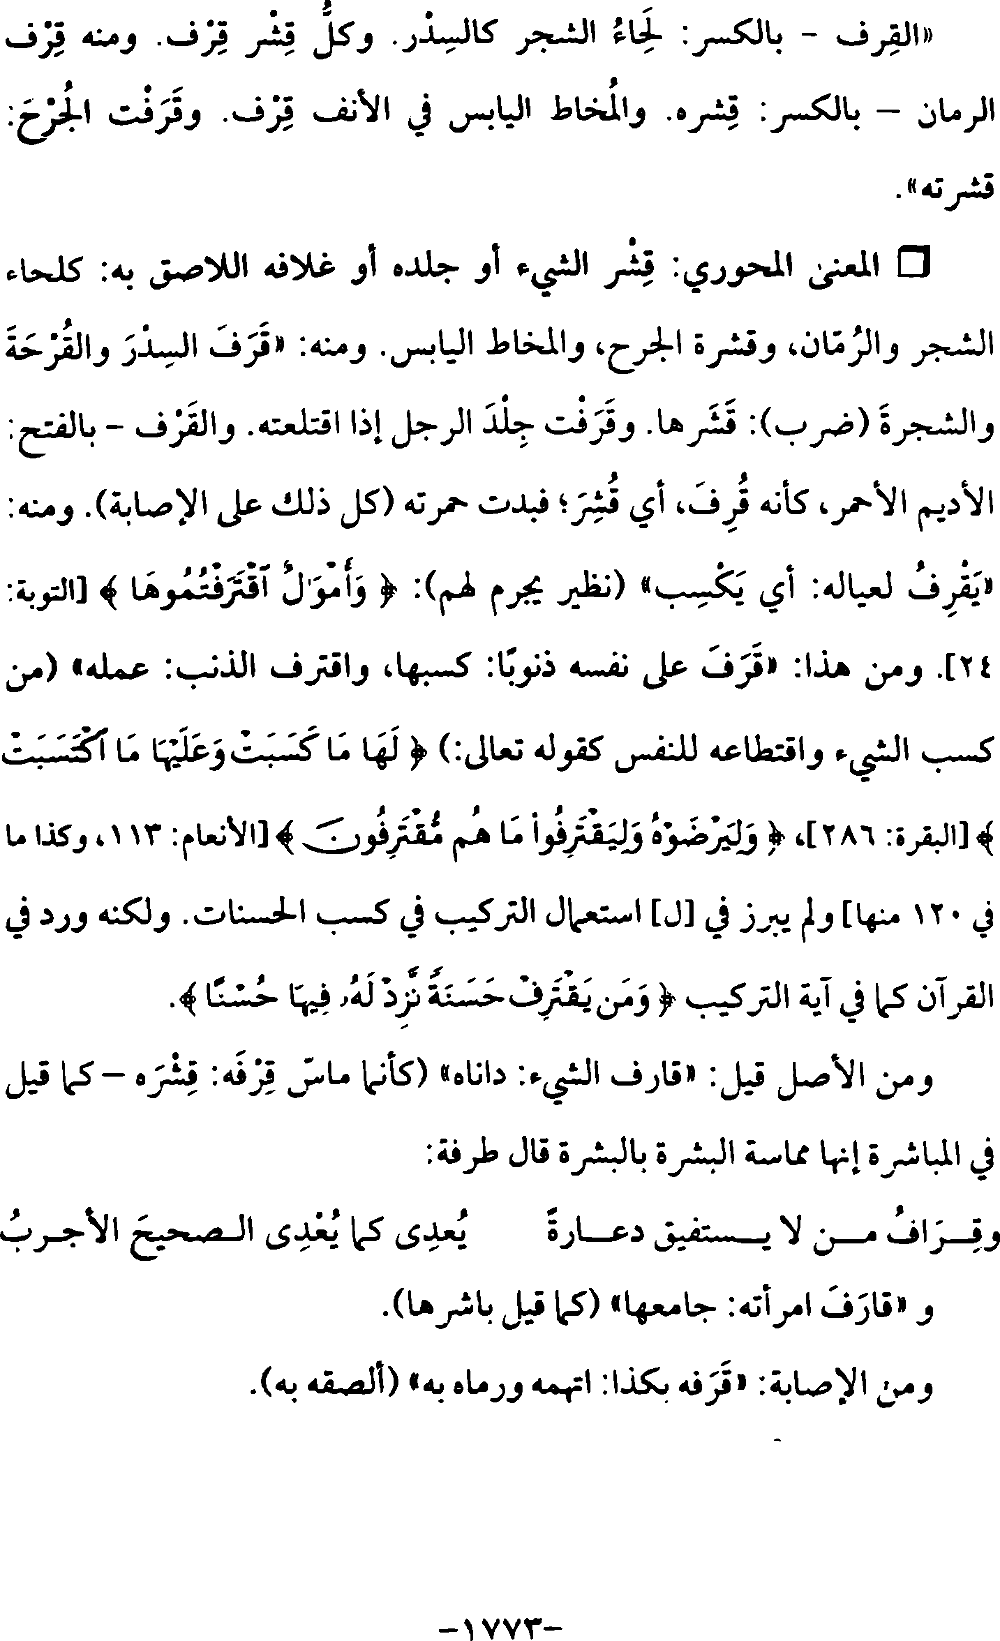 «القِرف - بالكسر: لِحَاءُ الشجر كالسِدْر. وكلُّ قِشْر قِرْف. ومنه قِرْف
الرمان – بالكسر: قِشره. والمُخاط اليابس في الأنف قِرْف. وقَرَفْت الجُرْحَ:
قشرته».
❑ المعنىٰ المحوري: قِشْر الشيء أو جلده أو غلافه اللاصق به: كلحاء
الشجر والرُمّان، وقشرة الجرح، والمخاط اليابس. ومنه: «قَرَفَ السِدْرَ والقُرْحَةَ
والشجرةَ (ضرب): قَشَرها. وقَرَفْت جِلْدَ الرجل إذا اقتلعته. والقَرْف - بالفتح:
الأديم الأحمر، كأنه قُرِفَ، أي قُشِرَ؛ فبدت حمرته (كل ذلك على الإصابة). ومنه:
«يَقْرِفُ لعياله: أي يَكْسِب» (نظير يجرم لهم): ﴿ وَأَمْوَٰلٌ ٱقْتَرَفْتُمُوهَا ﴾ [التوبة:
٢٤]. ومن هذا: «قَرَفَ على نفسه ذنوبًا: كسبها، واقترف الذنب: عمله» (من
كسب الشيء واقتطاعه للنفس كقوله تعالى:) ﴿ لَهَا مَا كَسَبَتْ وَعَلَيْهَا مَا ٱكْتَسَبَتْ
﴾ [البقرة: ٢٨٦]، ﴿ وَلِيَرْضَوْهُ وَلِيَقْتَرِفُوا۟ مَا هُم مُّقْتَرِفُونَ ﴾ [الأنعام: ١١٣، وكذا ما
في ١٢٠ منها] ولم يبرز في [ل] استعمال التركيب في كسب الحسنات. ولكنه ورد في
القرآن كما في آية التركيب ﴿ وَمَن يَقْتَرِفْ حَسَنَةً نَّزِدْ لَهُۥ فِيهَا حُسْنًا ﴾.
ومن الأصل قيل: «قارف الشيء: داناه» (كأنما ماسّ قِرْفَه: قِشْرَه – كما قيل
في المباشرة إنها مماسة البشرة بالبشرة قال طرفة:
وقِـرَافُ مـن لا يـستفيق دعـارةً يُعدِى كما يُعْدِى الـصحيحَ الأجـربُ
و «قارَفَ امرأته: جامعها» (كما قيل باشرها).
ومن الإصابة: «قَرَفه بكذا: اتهمه ورماه به» (ألصقه به).
-١٧٧٣-